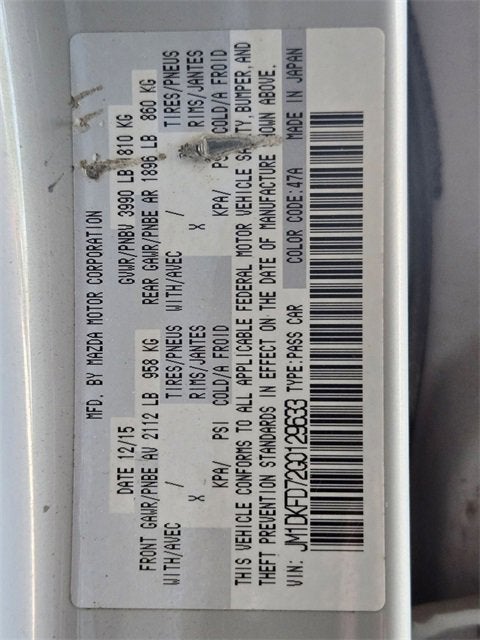 MFD. BY MAZDA MOTOR CORPORATION
DATE 12/15 GVWR/PNBV 3990 LB 1810 KG
FRONT GAWR/PNBE AV 2112 LB 958 KG REAR GAWR/PNBE AR 1896 LB 860 KG
WITH/AVEC / TIRES/PNEUS WITH/AVEC / TIRES/PNEUS
X RIMS/JANTES X RIMS/JANTES
KPA/ PSI COLD/A FROID KPA/ COLD/A FROID
THIS VEHICLE CONFORMS TO ALL APPLICABLE FEDERAL MOTOR VEHICLE BUMPER, AND
THEFT PREVENTION STANDARDS IN EFFECT ON THE DATE OF MANUFACTURE ABOVE.
VIN: JM1DKFD72G0129633 TYPE:PASS CAR COLOR CODE:47A MADE IN JAPAN